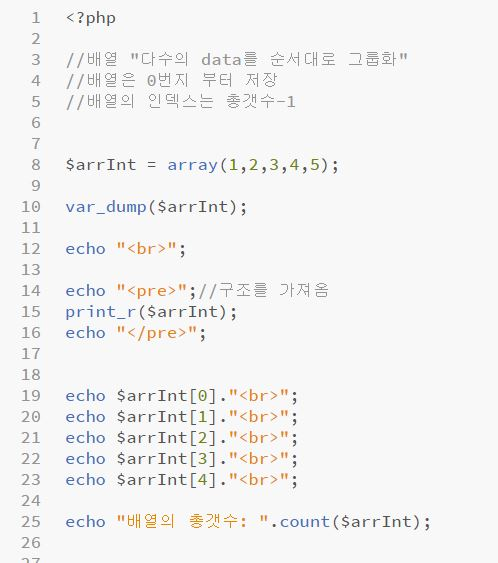 1 <?php
2
3 //배열 "다수의 data를 순서대로 그룹화"
4 //배열은 0번지 부터 저장
5 //배열의 인덱스는 총갯수-1
6
7
8 $arrInt = array(1,2,3,4,5);
9
10 var_dump($arrInt);
11
12 echo "<br>";
13
14 echo "<pre>";//구조를 가져옴
15 print_r($arrInt);
16 echo "</pre>";
17
18
19 echo $arrInt[0]."<br>";
20 echo $arrInt[1]."<br>";
21 echo $arrInt[2]."<br>";
22 echo $arrInt[3]."<br>";
23 echo $arrInt[4]."<br>";
24
25 echo "배열의 총갯수: ".count($arrInt);
26
27